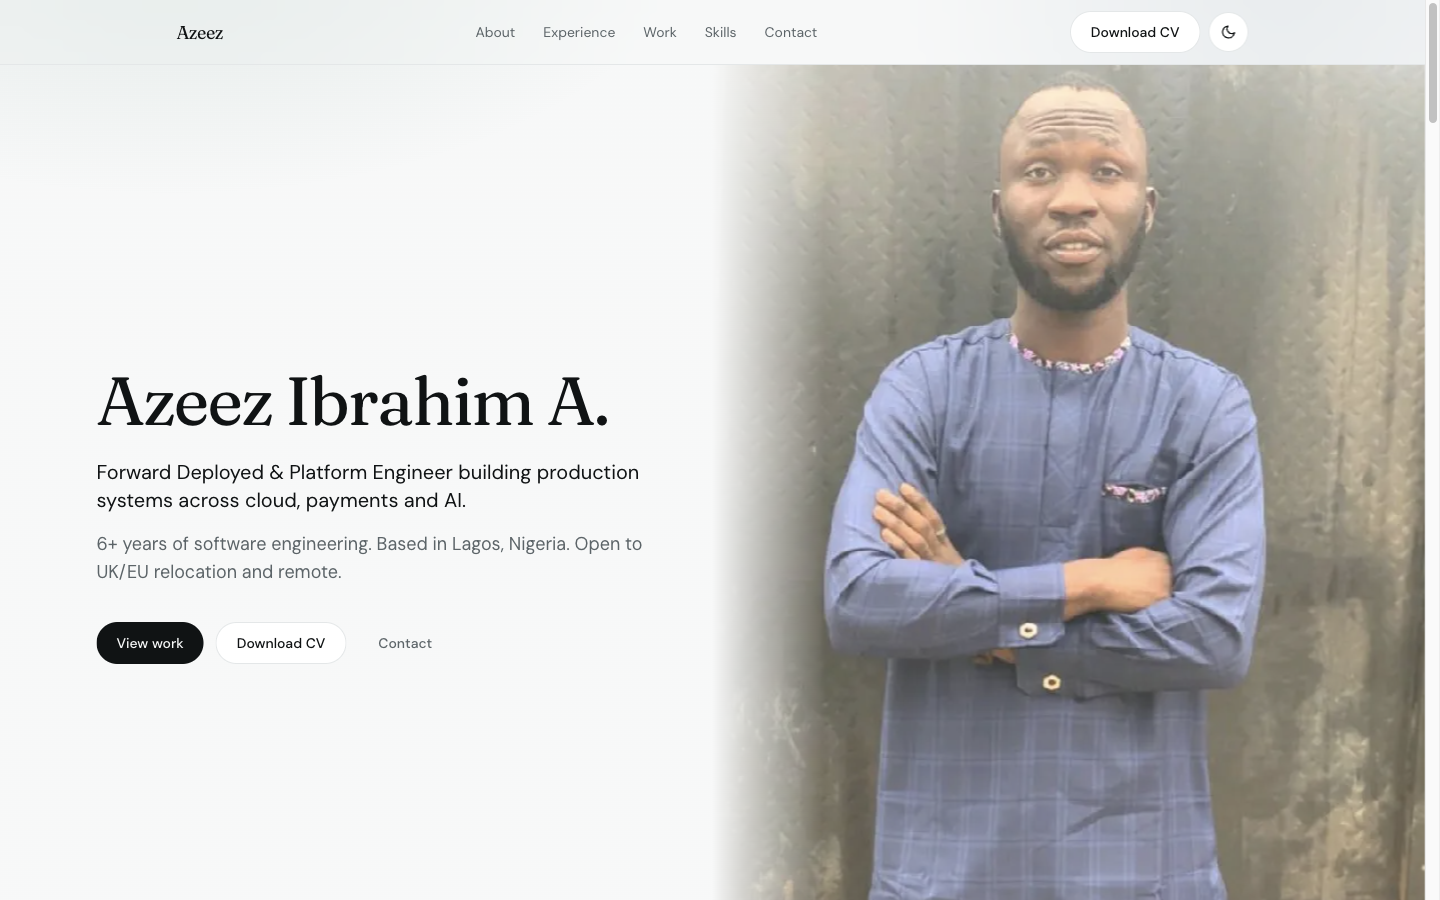 Azeez
About
Experience
Work
Skills
Contact
Download CV
Azeez Ibrahim A.
Forward Deployed & Platform Engineer building production
systems across cloud, payments and AI.
6+ years of software engineering. Based in Lagos, Nigeria. Open to
UK/EU relocation and remote.
View work
Download CV
Contact